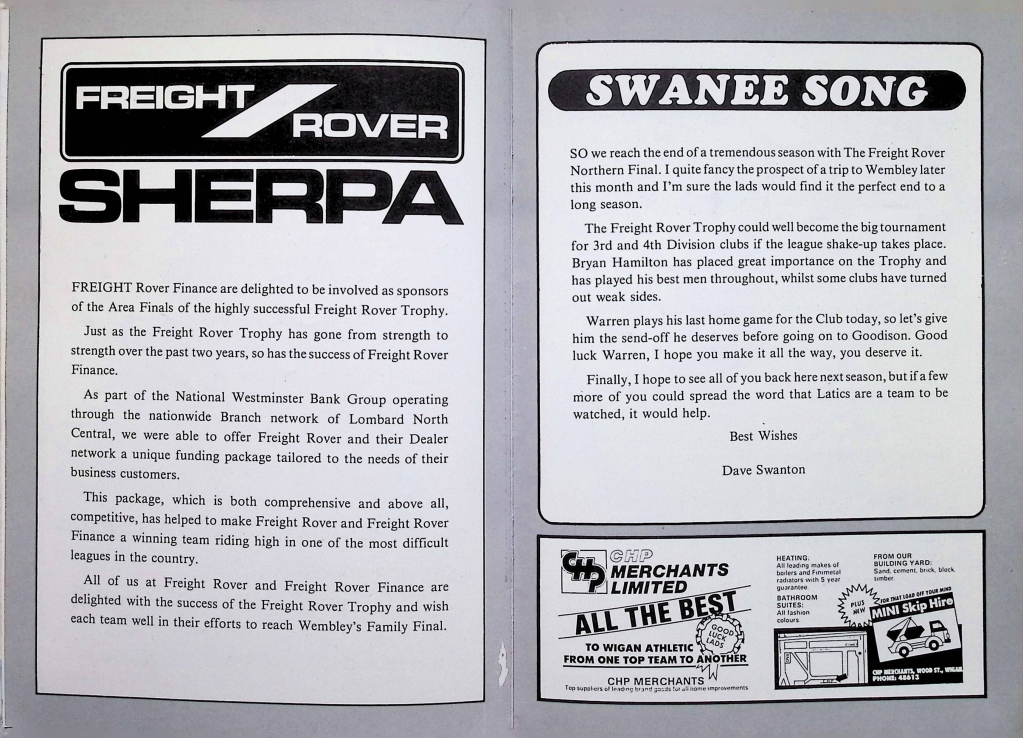 FREIGHT
ROVER
SHERPA
FREIGHT Rover Finance are delighted to be involved as sponsors
of the Area Finals of the highly successful Freight Rover Trophy.
Just as the Freight Rover Trophy has gone from strength to
strength over the past two years, so has the success of Freight Rover
Finance.
As part of the National Westminster Bank Group operating
through the nationwide Branch network of Lombard North
Central, we were able to offer Freight Rover and their Dealer
network a unique funding package tailored to the needs of their
business customers.
This package, which is both comprehensive and above all,
competitive, has helped to make Freight Rover and Freight Rover
Finance a winning team riding high in one of the most difficult
leagues in the country.
All of us at Freight Rover and Freight Rover Finance are
delighted with the success of the Freight Rover Trophy and wish
each team well in their efforts to reach Wembley's Family Final.
SWANEE SONG
SO we reach the end of a tremendous season with The Freight Rover
Northern Final. I quite fancy the prospect of a trip to Wembley later
this month and I'm sure the lads would find it the perfect end to a
long season.
The Freight Rover Trophy could well become the big tournament
for 3rd and 4th Division clubs if the league shake-up takes place.
Bryan Hamilton has placed great importance on the Trophy and
has played his best men throughout, whilst some clubs have turned
out weak sides.
Warren plays his last home game for the Club today, so let's give
him the send-off he deserves before going on to Goodison. Good
luck Warren, I hope you make it all the way, you deserve it.
Finally, I hope to see all of you back here next season, but if a few
more of you could spread the word that Latics are a team to be
watched, it would help.
Best Wishes
Dave Swanton
CHP
CHP
MERCHANTS
LIMITED
ALL THE BEST
GOOD
LUCK
LADS
TO WIGAN ATHLETIC
FROM ONE TOP TEAM TO ANOTHER
CHP MERCHANTS
Top suppliers of leading brand goods for all home improvements
HEATING:
All leading makes of
boilers and Finimetal
radiators with 5 year
guarantee
BATHROOM
SUITES:
All fashion
colours.
FROM OUR
BUILDING YARD:
Sand, cement, brick, block,
timber.
PLUS
NEW
FOR THAT LOAD OFF YOUR MIND
MINI Skip Hire
CHP MERCHANTS, WOOD ST., WIGAN.
PHONE: 48613